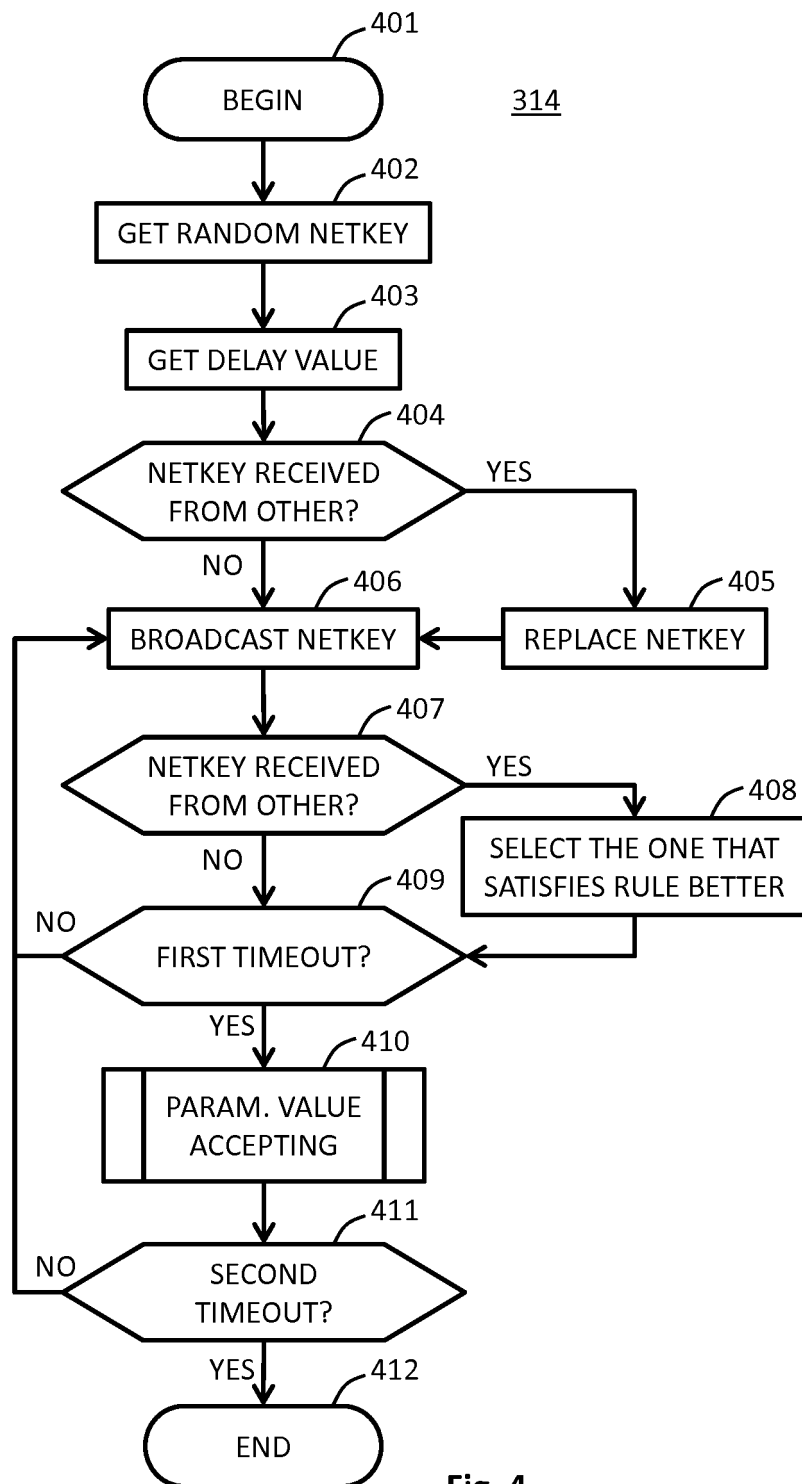 401
BEGIN
314
402
GET RANDOM NETKEY
403
GET DELAY VALUE
404
NETKEY RECEIVED
FROM OTHER?
YES
NO
406
405
BROADCAST NETKEY
REPLACE NETKEY
407
NETKEY RECEIVED
FROM OTHER?
YES
408
NO
SELECT THE ONE THAT
SATISFIES RULE BETTER
409
NO
FIRST TIMEOUT?
YES
410
PARAM. VALUE
ACCEPTING
411
NO
SECOND
TIMEOUT?
YES
412
END
Fig. 4